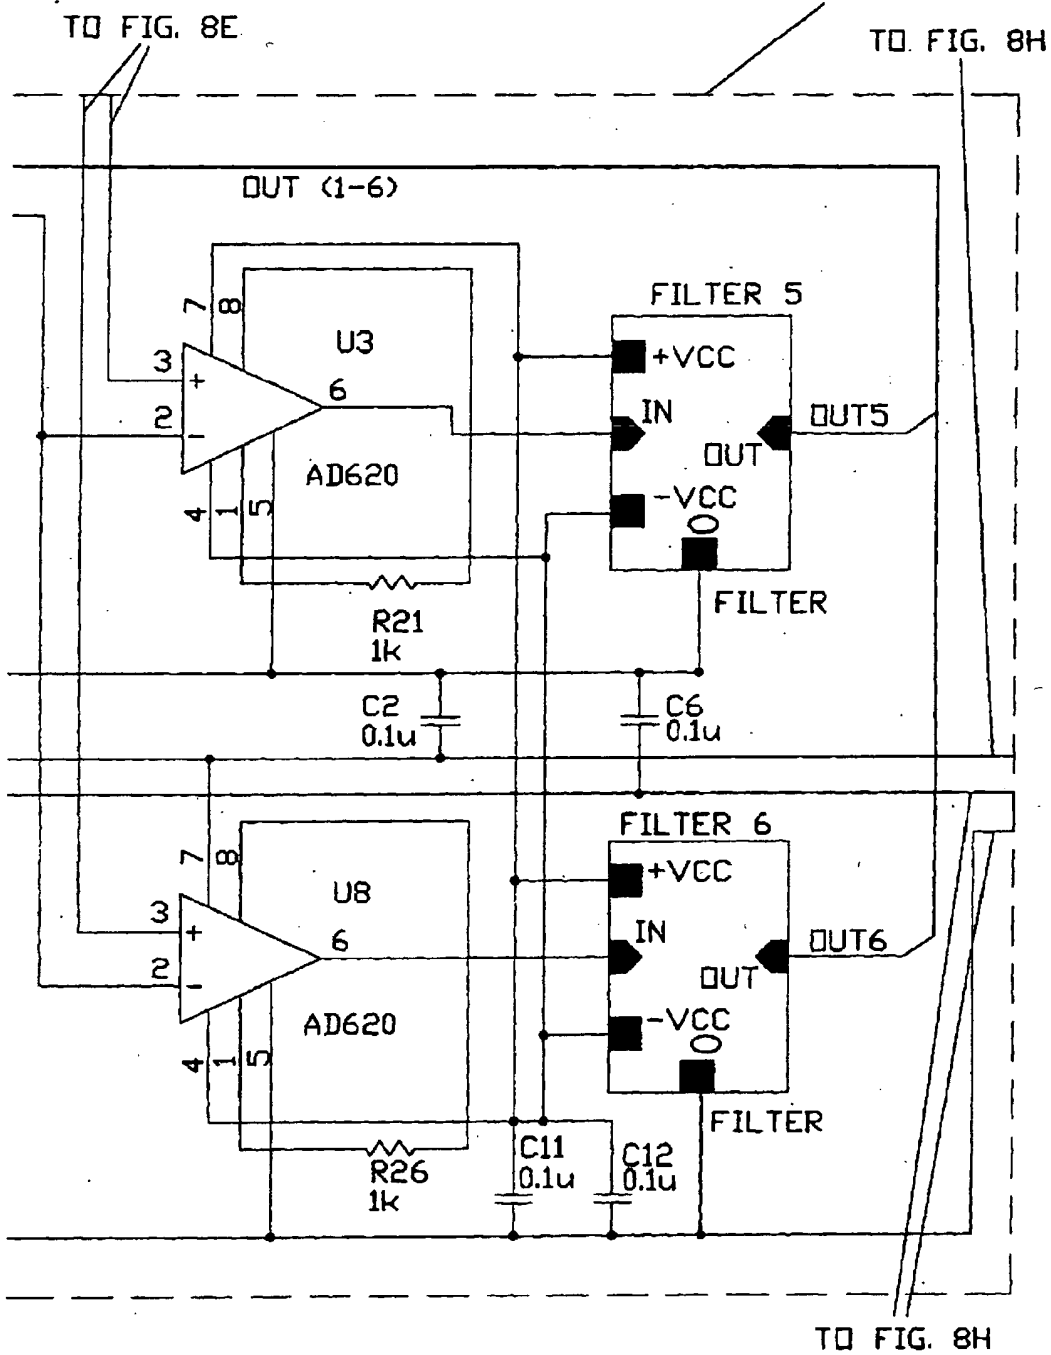 TO FIG. 8E
TO FIG. 8H
OUT (1-6)
7
8
U3
3
+
2
-
6
AD620
4
1
5
R21
1k
FILTER 5
+VCC
IN
OUT
-VCC
0
FILTER
OUT5
C2
0.1u
C6
0.1u
7
8
U8
3
+
2
-
6
AD620
4
1
5
R26
1k
FILTER 6
+VCC
IN
OUT
-VCC
0
FILTER
OUT6
C11
0.1u
C12
0.1u
TO FIG. 8H